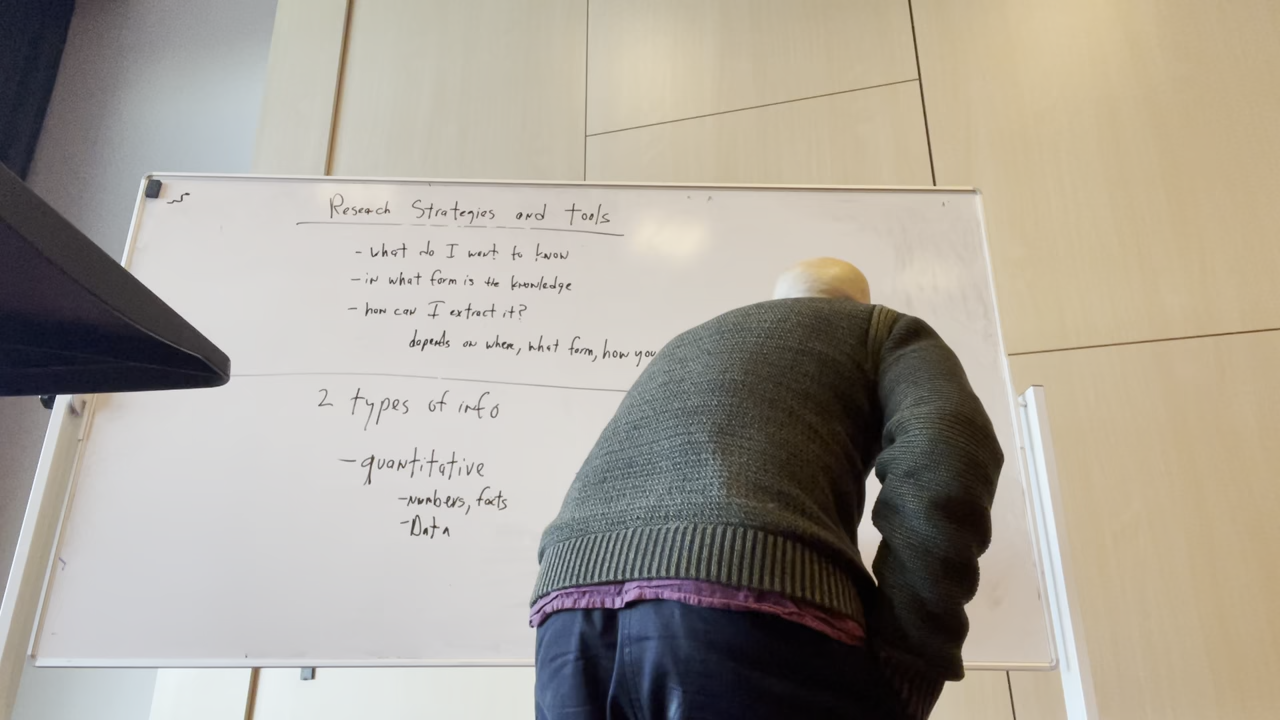 Research Strategies and tools
- what do I want to know
- in what form is the knowledge
- how can I extract it?
depends on where, what form, how you
2 types of info
- quantitative
- numbers, facts
- Data